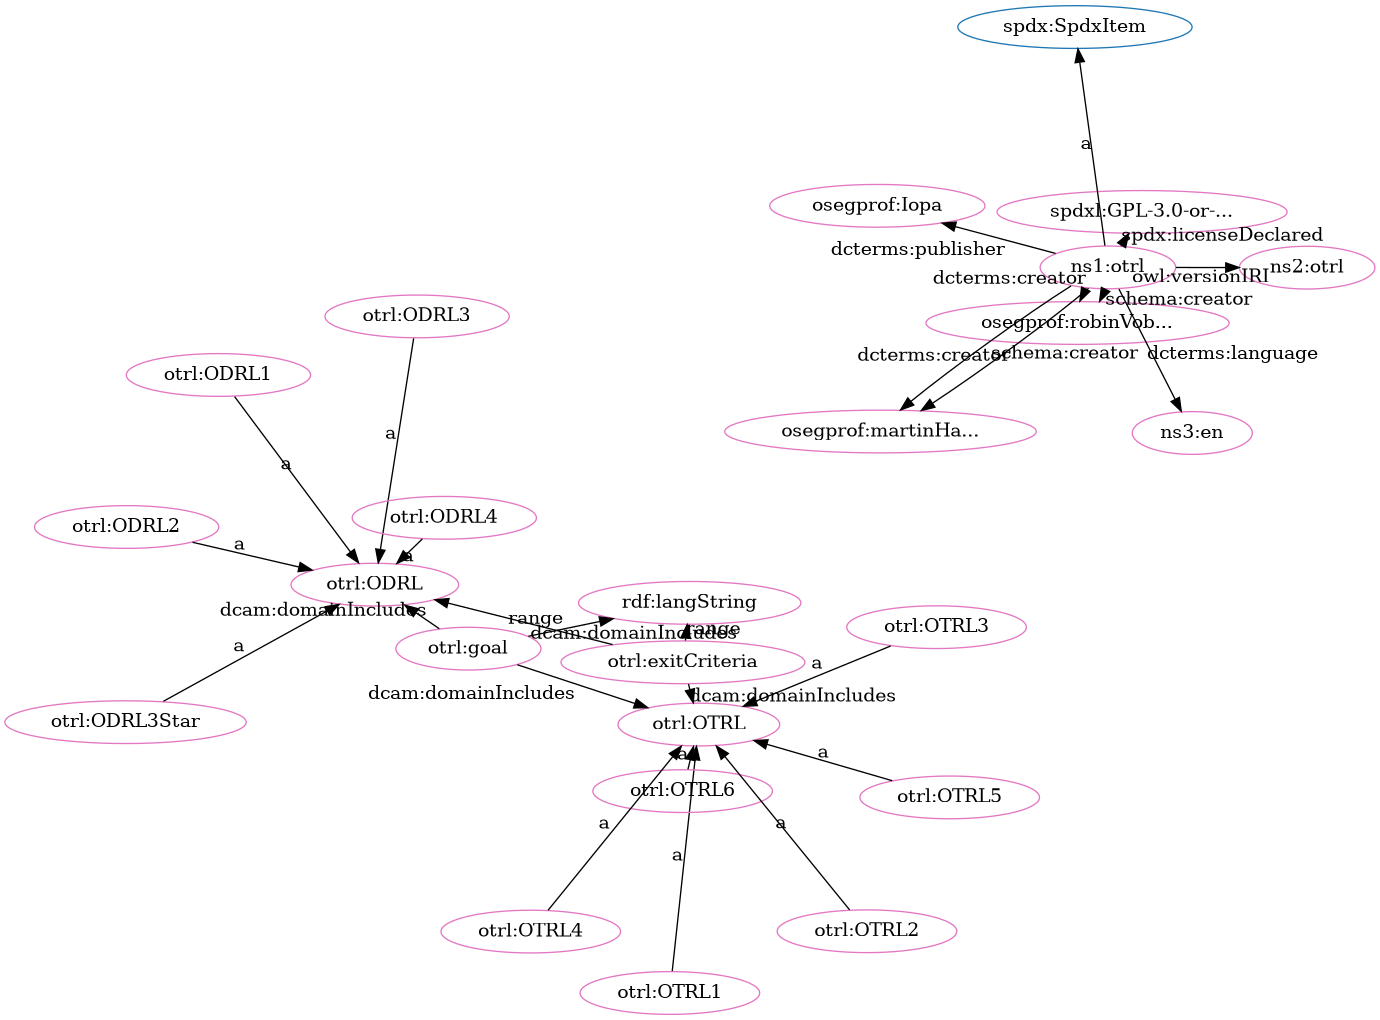 spdx:SpdxItem
a
osegprof:Iopa
spdxl:GPL-3.0-or-...
spdx:licenseDeclared
dcterms:publisher
ns1:otrl
ns2:otrl
dcterms:creator
owl:versionIRI
schema:creator
osegprof:robinVob...
dcterms:creator
schema:creator
dcterms:language
osegprof:martinHa...
ns3:en
otrl:ODRL3
otrl:ODRL1
a
a
otrl:ODRL4
otrl:ODRL2
a
a
otrl:ODRL
rdf:langString
dcam:domainIncludes
range
dcam:domainIncludes
range
otrl:OTRL3
a
otrl:goal
otrl:exitCriteria
a
dcam:domainIncludes
dcam:domainIncludes
otrl:ODRL3Star
otrl:OTRL
a
a
otrl:OTRL6
otrl:OTRL5
a
a
a
otrl:OTRL4
otrl:OTRL2
otrl:OTRL1